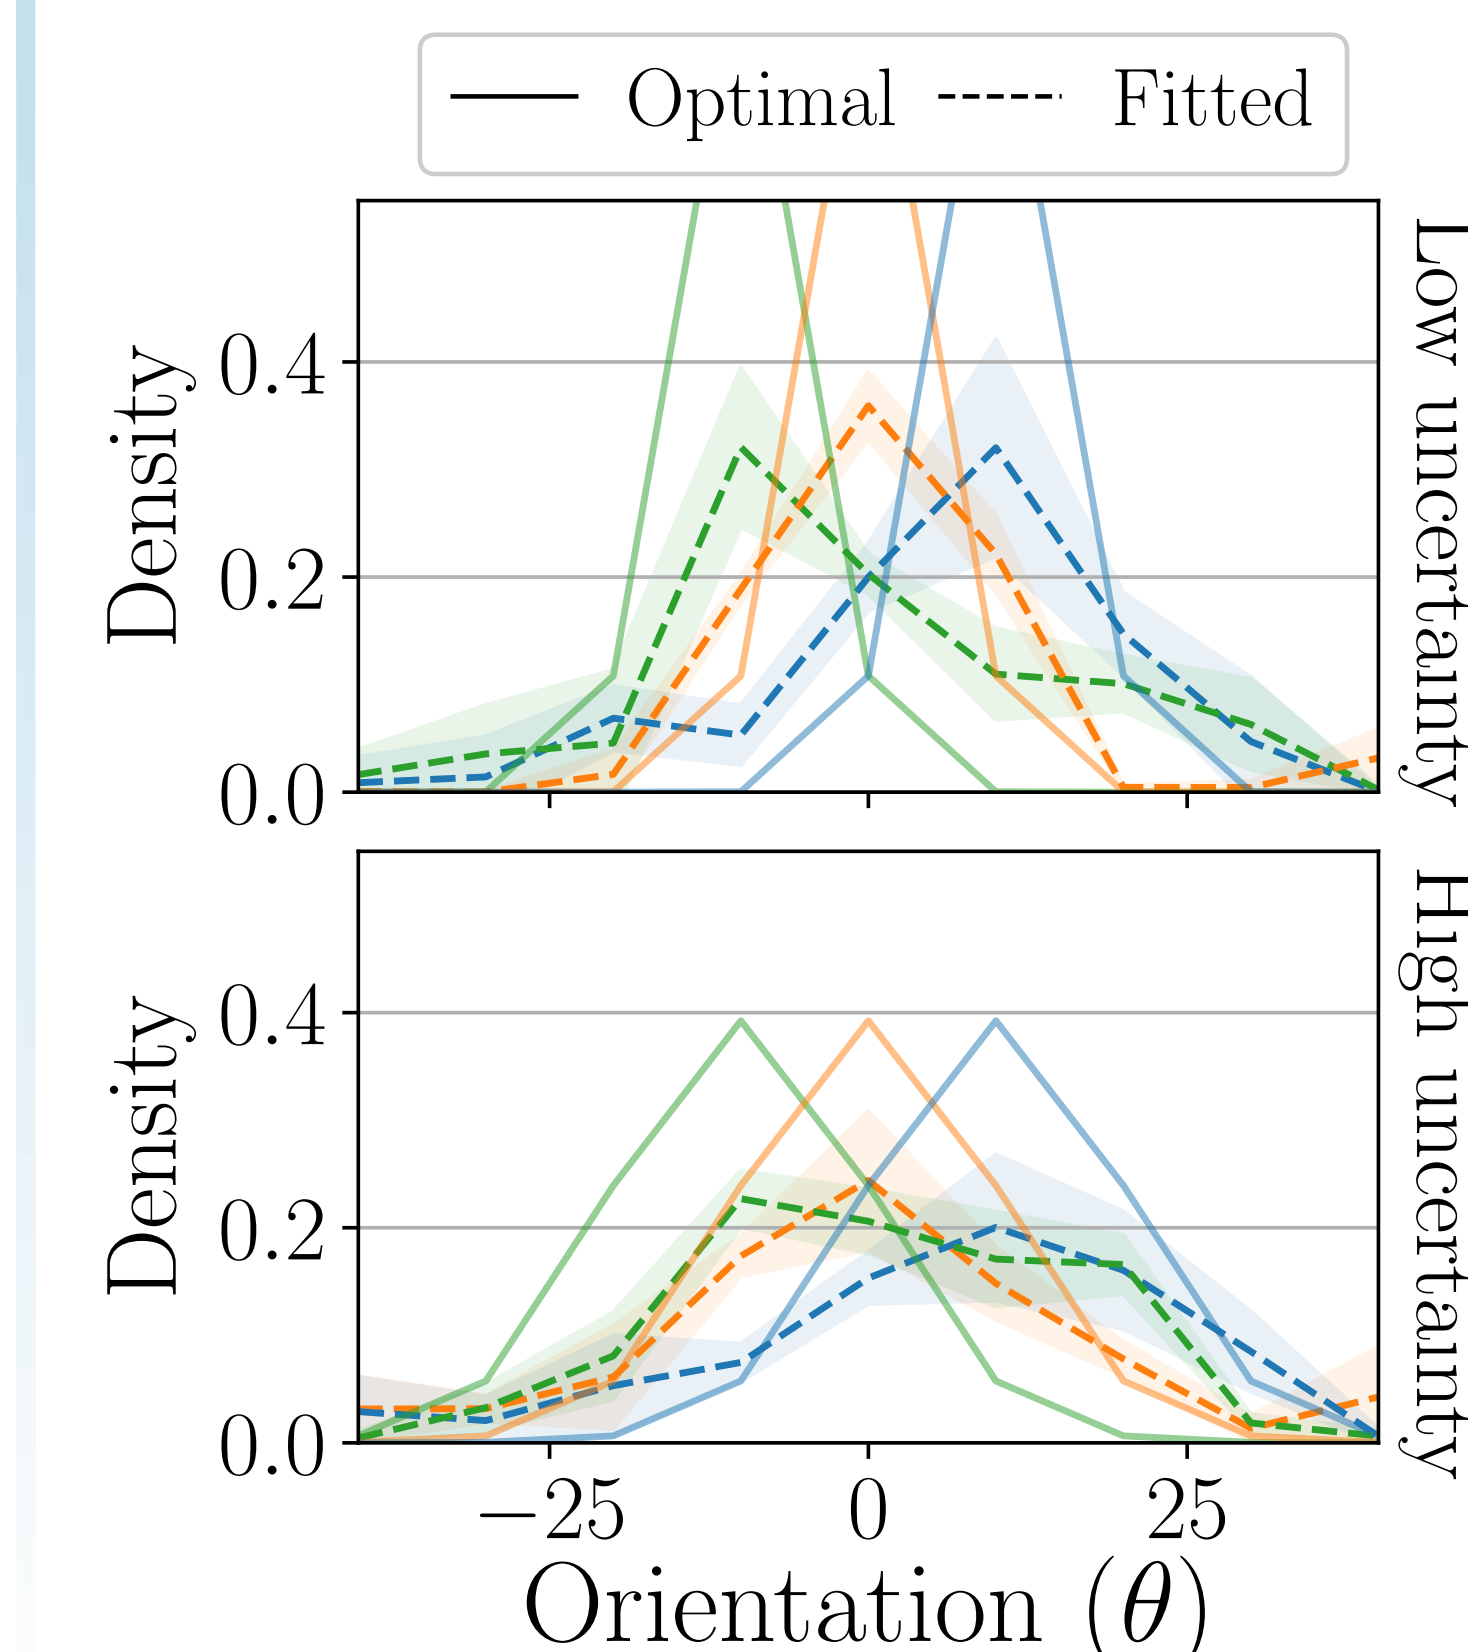 Optimal Fitted
Density
0.4
0.2
0.0
Low uncertainty
Density
0.4
0.2
0.0
High uncertainty
−25 0 25
Orientation (θ)